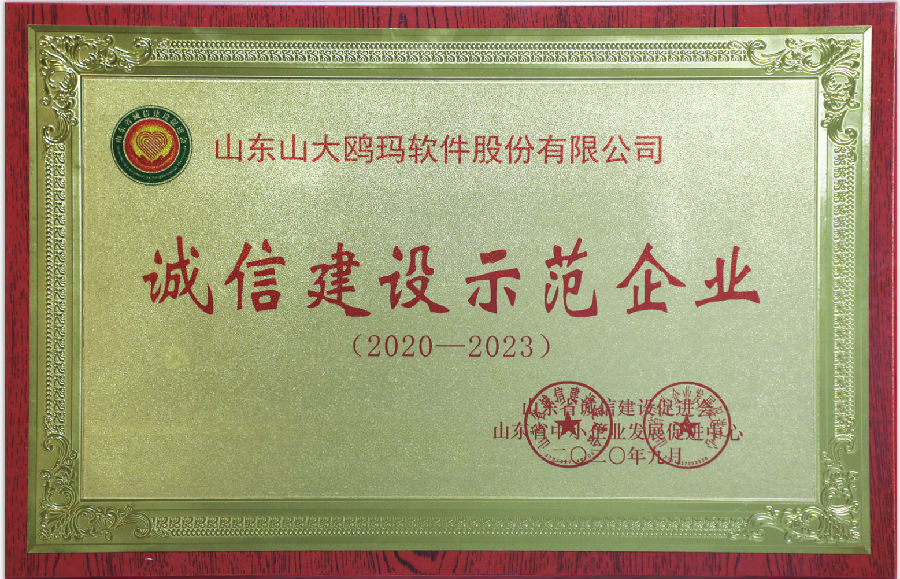 山东山大鸥玛软件股份有限公司
诚信建设示范企业
（2020—2023）
山东省诚信建设促进会
山东省中小企业发展促进中心
二〇二〇年九月